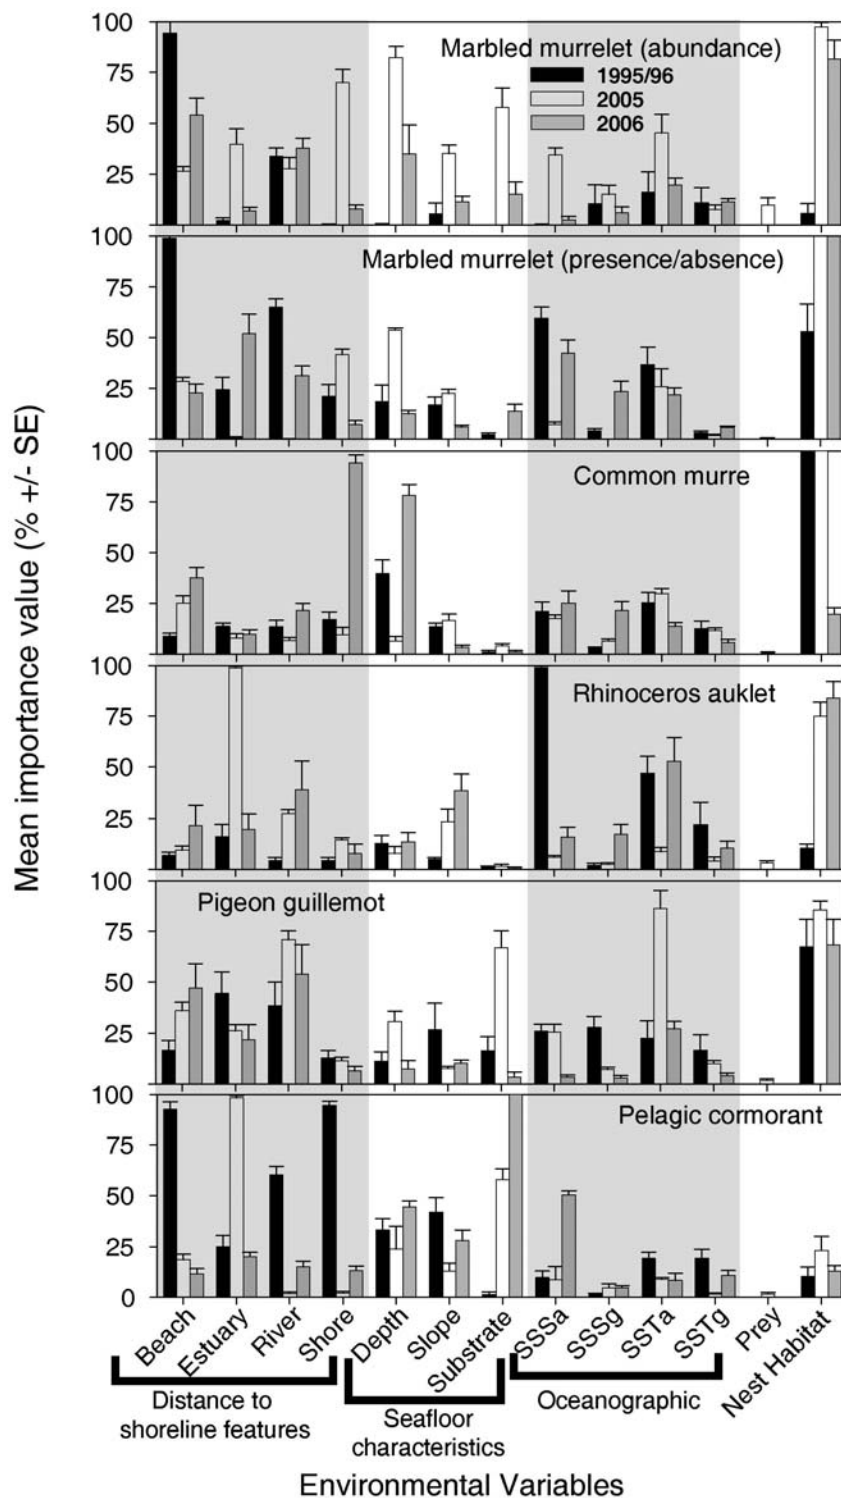 Mean importance value (% +/- SE)
100
75
50
25
Marbled murrelet (abundance)
1995/96
2005
2006
100
75
50
25
Marbled murrelet (presence/absence)
100
75
50
25
Common murre
100
75
50
25
Rhinoceros auklet
100
75
50
25
Pigeon guillemot
100
75
50
25
0
Pelagic cormorant
Beach
Estuary
River
Shore
Depth
Slope
Substrate
SSSa
SSSg
SSTa
SSTg
Prey
Nest Habitat
Distance to
shoreline features
Seafloor
characteristics
Oceanographic
Environmental Variables